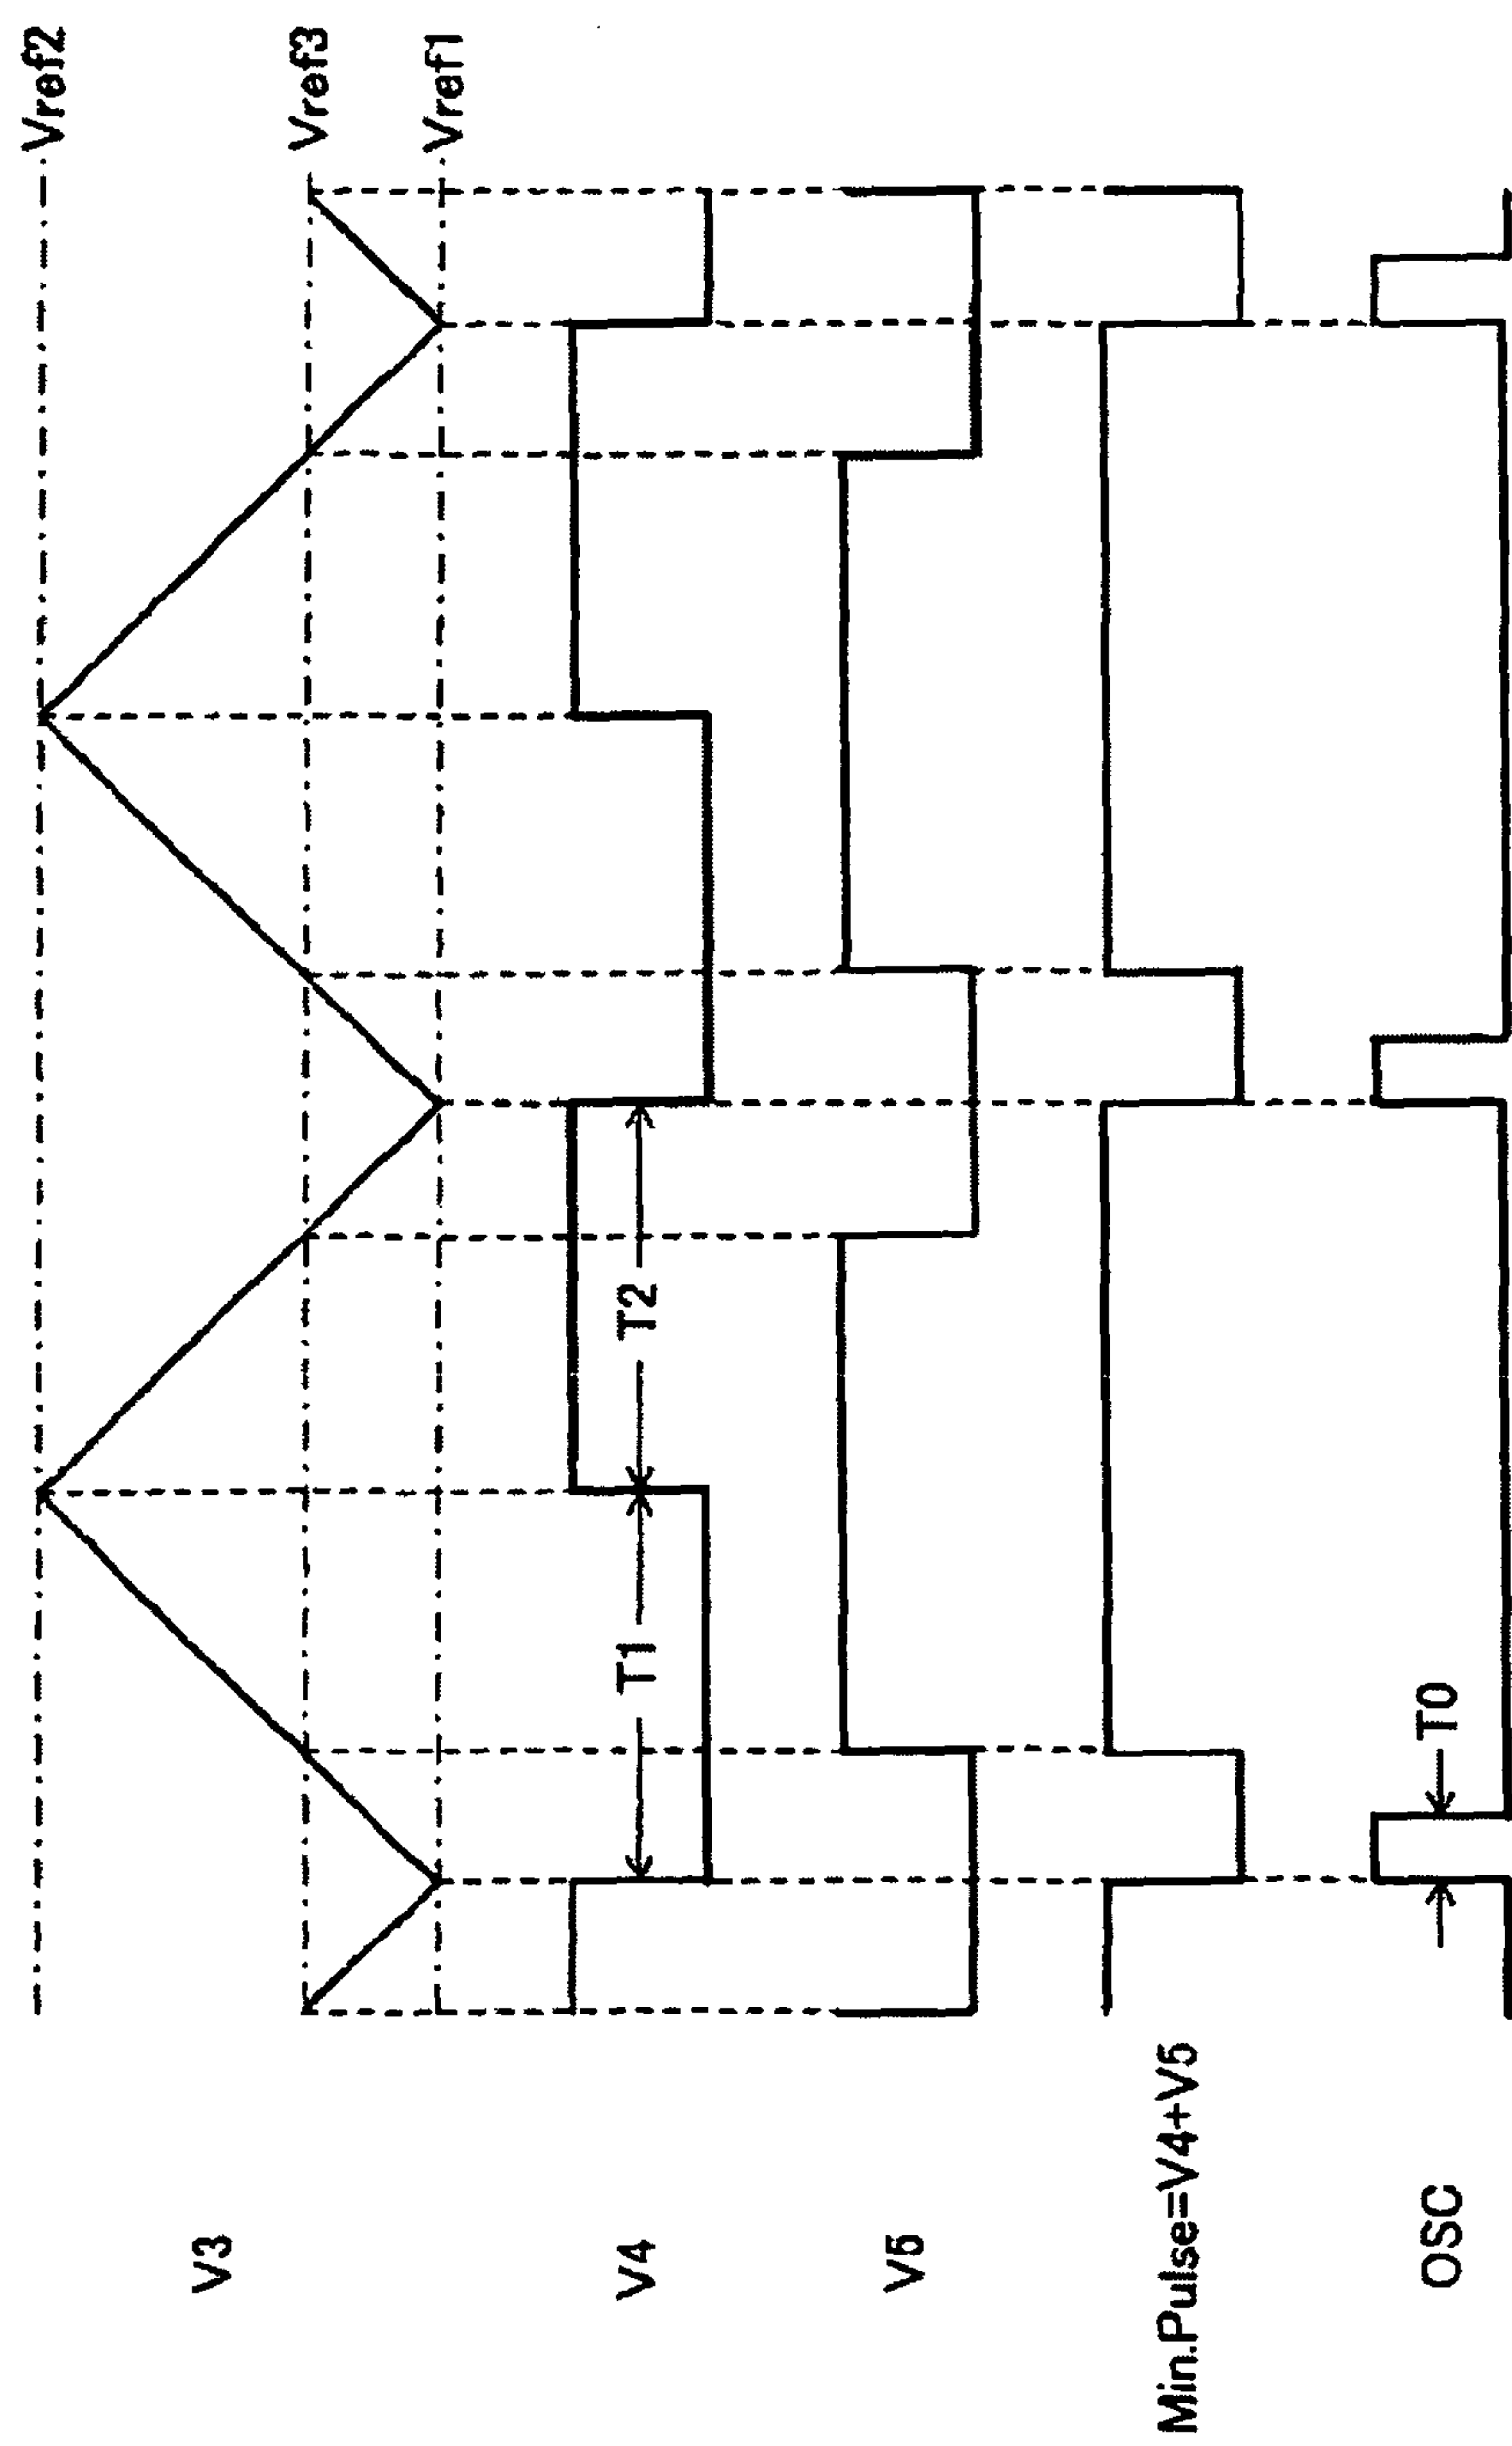 Vref2
Vref3
Vref1
V3
V4
T1
T2
V5
Min.Pulse=V4+V5
OSC
T0